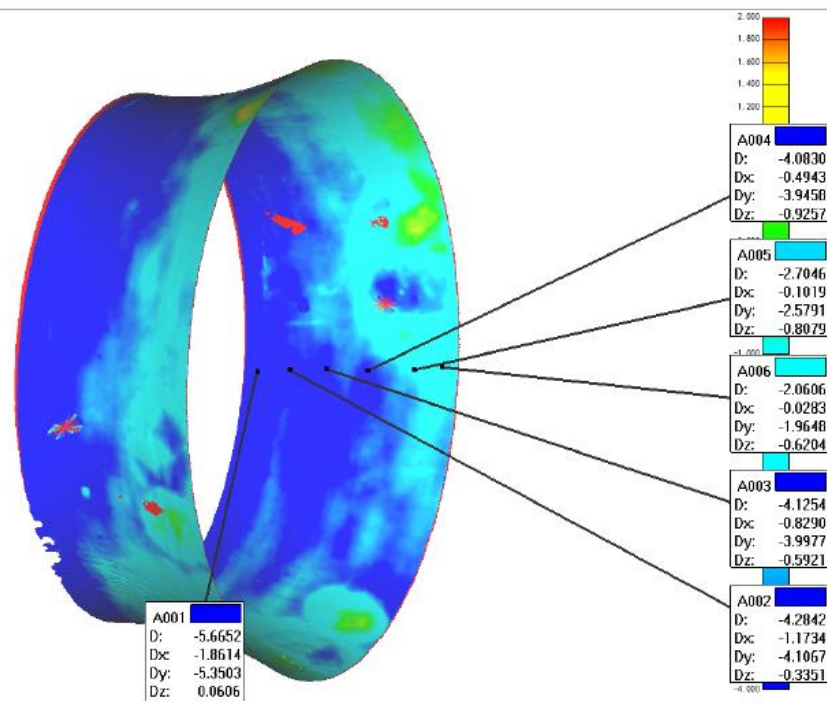 2.000
1.800
1.600
1.400
1.200
A004
D: -4.0830
Dx: -0.4943
Dy: -3.9458
Dz: -0.9257
A005
D: -2.7046
Dx: -0.1019
Dy: -2.5791
Dz: -0.8079
-1.000
A006
D: -2.0606
Dx: -0.0283
Dy: -1.9648
Dz: -0.6204
A003
D: -4.1254
Dx: -0.8290
Dy: -3.9977
Dz: -0.5921
A002
D: -4.2842
Dx: -1.1734
Dy: -4.1067
Dz: -0.3351
-4.000
A001
D: -5.6652
Dx: -1.8614
Dy: -5.3503
Dz: 0.0606